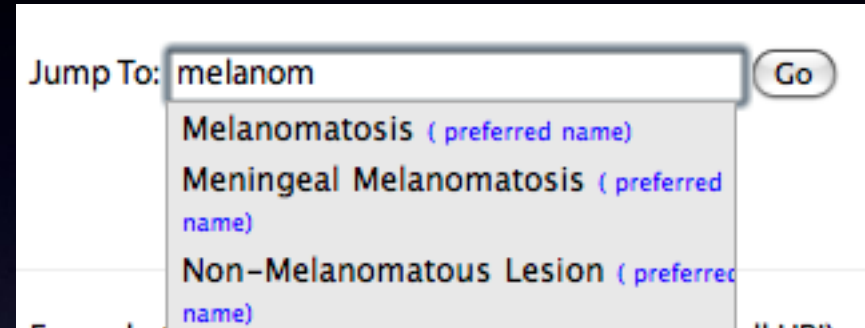 Jump To: melanom Go
Melanomatosis ( preferred name)
Meningeal Melanomatosis ( preferred
name)
Non-Melanomatous Lesion ( preferred
name)